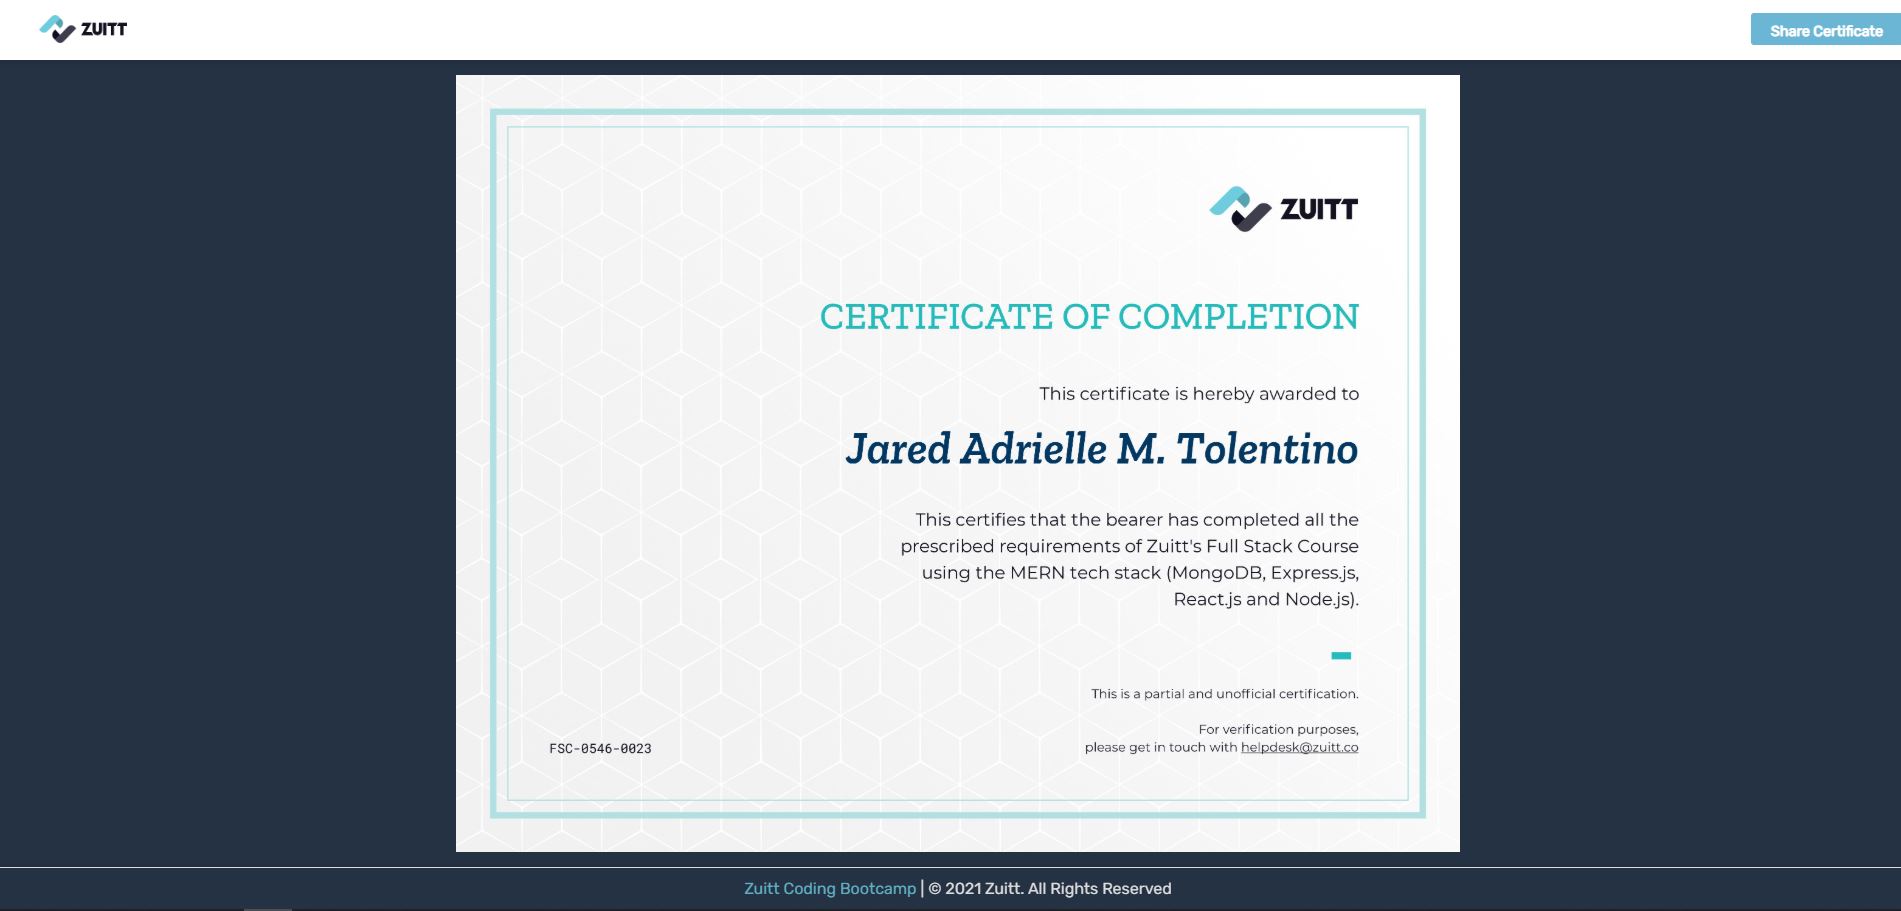 ZUITT
Share Certificate
ZUITT
CERTIFICATE OF COMPLETION
This certificate is hereby awarded to
Jared Adrielle M. Tolentino
This certifies that the bearer has completed all the
prescribed requirements of Zuitt's Full Stack Course
using the MERN tech stack (MongoDB, Express.js,
React.js and Node.js).
This is a partial and unofficial certification.
For verification purposes,
please get in touch with helpdesk@zuitt.co
FSC-0546-0023
Zuitt Coding Bootcamp | © 2021 Zuitt. All Rights Reserved